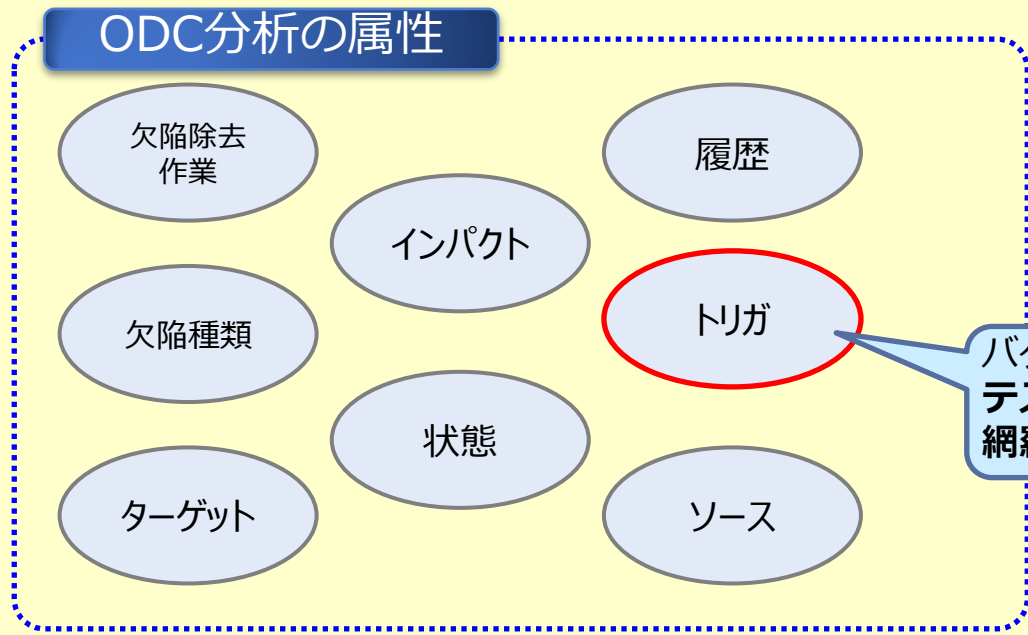 ODC分析の属性
欠陥除去
作業
履歴
インパクト
トリガ
欠陥種類
状態
ターゲット
ソース